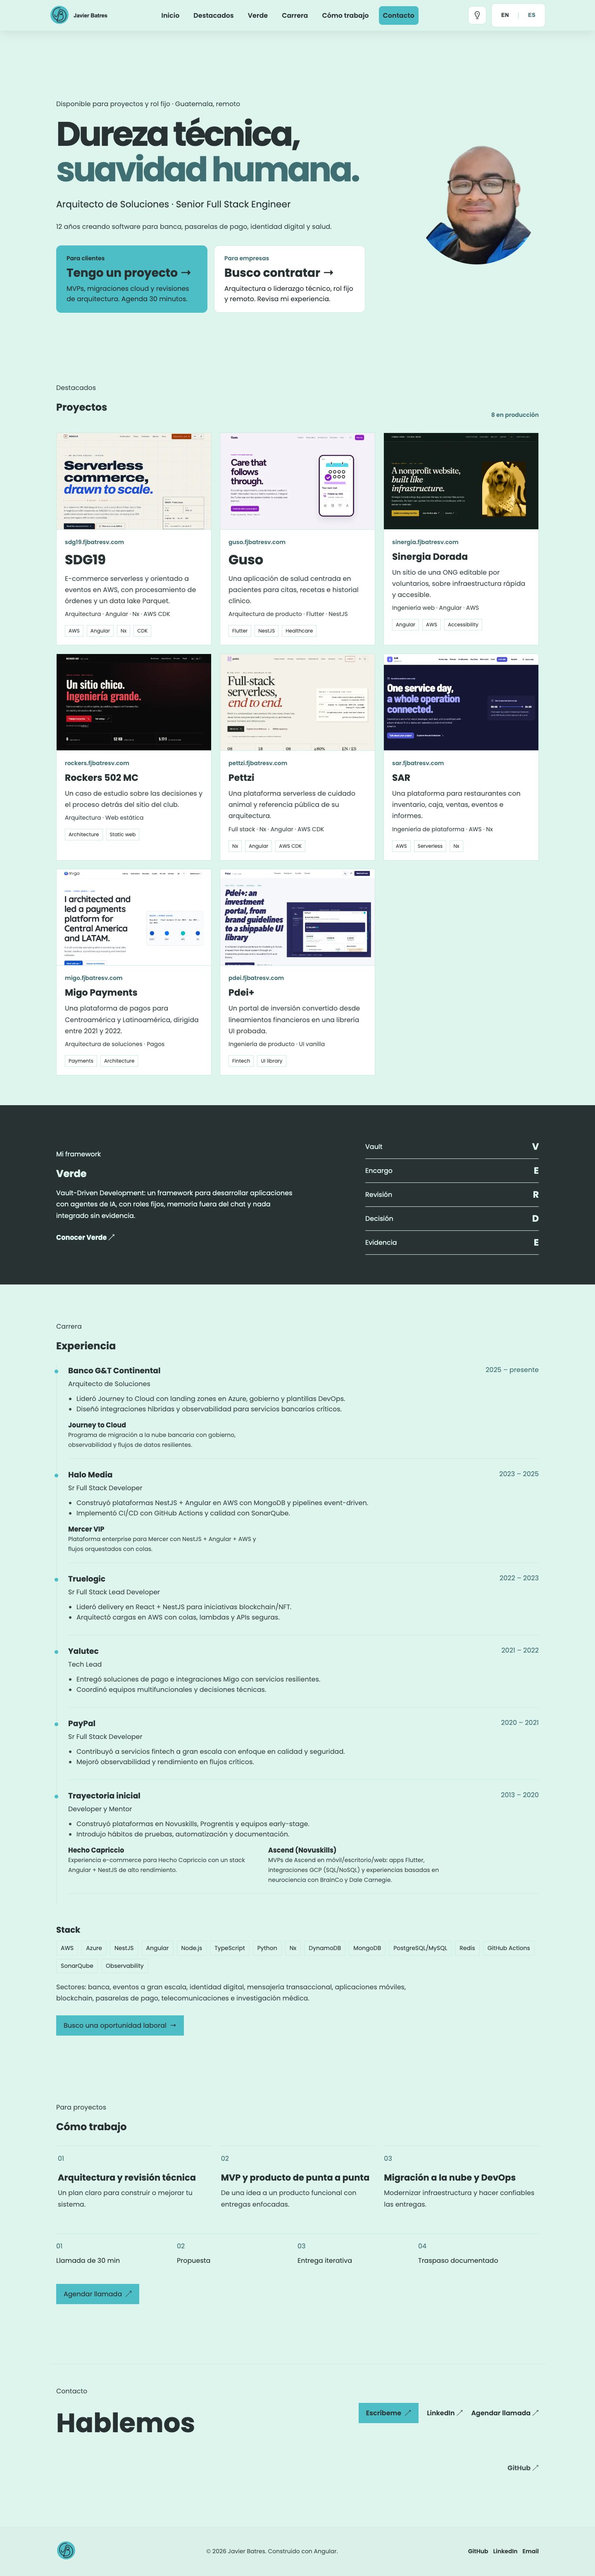 Javier Batres
Inicio
Destacados
Verde
Carrera
Cómo trabajo
Contacto
EN
ES
Disponible para proyectos y rol fijo · Guatemala, remoto
Dureza técnica,
suavidad humana.
Arquitecto de Soluciones · Senior Full Stack Engineer
12 años creando software para banca, pasarelas de pago, identidad digital y salud.
Para clientes
Tengo un proyecto →
MVPs, migraciones cloud y revisiones
de arquitectura. Agenda 30 minutos.
Para empresas
Busco contratar →
Arquitectura o liderazgo técnico, rol fijo
y remoto. Revisa mi experiencia.
Destacados
Proyectos
8 en producción
Serverless
commerce,
drawn to scale.
sdg19.fjbatresv.com
SDG19
E-commerce serverless y orientado a
eventos en AWS, con procesamiento de
órdenes y un data lake Parquet.
Arquitectura · Angular · Nx · AWS CDK
AWS
Angular
Nx
CDK
Guso
Care that
follows
through.
guso.fjbatresv.com
Guso
Una aplicación de salud centrada en
pacientes para citas, recetas e historial
clínico.
Arquitectura de producto · Flutter · NestJS
Flutter
NestJS
Healthcare
A nonprofit website,
built like
infrastructure.
sinergia.fjbatresv.com
Sinergia Dorada
Un sitio de una ONG editable por
voluntarios, sobre infraestructura rápida
y accesible.
Ingeniería web · Angular · AWS
Angular
AWS
Accessibility
Un sitio chico.
Ingeniería grande.
rockers.fjbatresv.com
Rockers 502 MC
Un caso de estudio sobre las decisiones y
el proceso detrás del sitio del club.
Arquitectura · Web estática
Architecture
Static web
Full-stack
serverless,
end to end.
pettzi.fjbatresv.com
Pettzi
Una plataforma serverless de cuidado
animal y referencia pública de su
arquitectura.
Full stack · Nx · Angular · AWS CDK
Nx
Angular
AWS CDK
One service day,
a whole operation
connected.
sar.fjbatresv.com
SAR
Una plataforma para restaurantes con
inventario, caja, ventas, eventos e
informes.
Ingeniería de plataforma · AWS · Nx
AWS
Serverless
Nx
migo
I architected and
led a payments
platform for
Central America
and LATAM.
migo.fjbatresv.com
Migo Payments
Una plataforma de pagos para
Centroamérica y Latinoamérica, dirigida
entre 2021 y 2022.
Arquitectura de soluciones · Pagos
Payments
Architecture
Pdei+: an
investment
portal, from
brand guidelines
to a shippable UI
library
pdei.fjbatresv.com
Pdei+
Un portal de inversión convertido desde
lineamientos financieros en una librería
UI probada.
Ingeniería de producto · UI vanilla
Fintech
UI library
Mi framework
Verde
Vault-Driven Development: un framework para desarrollar aplicaciones
con agentes de IA, con roles fijos, memoria fuera del chat y nada
integrado sin evidencia.
Conocer Verde ↗
Vault V
Encargo E
Revisión R
Decisión D
Evidencia E
Carrera
Experiencia
Banco G&T Continental
2025 – presente
Arquitecto de Soluciones
• Lideró Journey to Cloud con landing zones en Azure, gobierno y plantillas DevOps.
• Diseñó integraciones híbridas y observabilidad para servicios bancarios críticos.
Journey to Cloud
Programa de migración a la nube bancaria con gobierno,
observabilidad y flujos de datos resilientes.
Halo Media
2023 – 2025
Sr Full Stack Developer
• Construyó plataformas NestJS + Angular en AWS con MongoDB y pipelines event-driven.
• Implementó CI/CD con GitHub Actions y calidad con SonarQube.
Mercer VIP
Plataforma enterprise para Mercer con NestJS + Angular + AWS y
flujos orquestados con colas.
Truelogic
2022 – 2023
Sr Full Stack Lead Developer
• Lideró delivery en React + NestJS para iniciativas blockchain/NFT.
• Arquitectó cargas en AWS con colas, lambdas y APIs seguras.
Yalutec
2021 – 2022
Tech Lead
• Entregó soluciones de pago e integraciones Migo con servicios resilientes.
• Coordinó equipos multifuncionales y decisiones técnicas.
PayPal
2020 – 2021
Sr Full Stack Developer
• Contribuyó a servicios fintech a gran escala con enfoque en calidad y seguridad.
• Mejoró observabilidad y rendimiento en flujos críticos.
Trayectoria inicial
2013 – 2020
Developer y Mentor
• Construyó plataformas en Novuskills, Progrentis y equipos early-stage.
• Introdujo hábitos de pruebas, automatización y documentación.
Hecho Capriccio
Experiencia e-commerce para Hecho Capriccio con un stack
Angular + NestJS de alto rendimiento.
Ascend (Novuskills)
MVPs de Ascend en móvil/escritorio/web: apps Flutter,
integraciones GCP (SQL/NoSQL) y experiencias basadas en
neurociencia con BrainCo y Dale Carnegie.
Stack
AWS
Azure
NestJS
Angular
Node.js
TypeScript
Python
Nx
DynamoDB
MongoDB
PostgreSQL/MySQL
Redis
GitHub Actions
SonarQube
Observability
Sectores: banca, eventos a gran escala, identidad digital, mensajería transaccional, aplicaciones móviles,
blockchain, pasarelas de pago, telecomunicaciones e investigación médica.
Busco una oportunidad laboral →
Para proyectos
Cómo trabajo
01
Arquitectura y revisión técnica
Un plan claro para construir o mejorar tu
sistema.
02
MVP y producto de punta a punta
De una idea a un producto funcional con
entregas enfocadas.
03
Migración a la nube y DevOps
Modernizar infraestructura y hacer confiables
las entregas.
01
Llamada de 30 min
02
Propuesta
03
Entrega iterativa
04
Traspaso documentado
Agendar llamada ↗
Contacto
Hablemos
Escríbeme ↗
LinkedIn ↗
Agendar llamada ↗
GitHub ↗
© 2026 Javier Batres. Construido con Angular.
GitHub
LinkedIn
Email